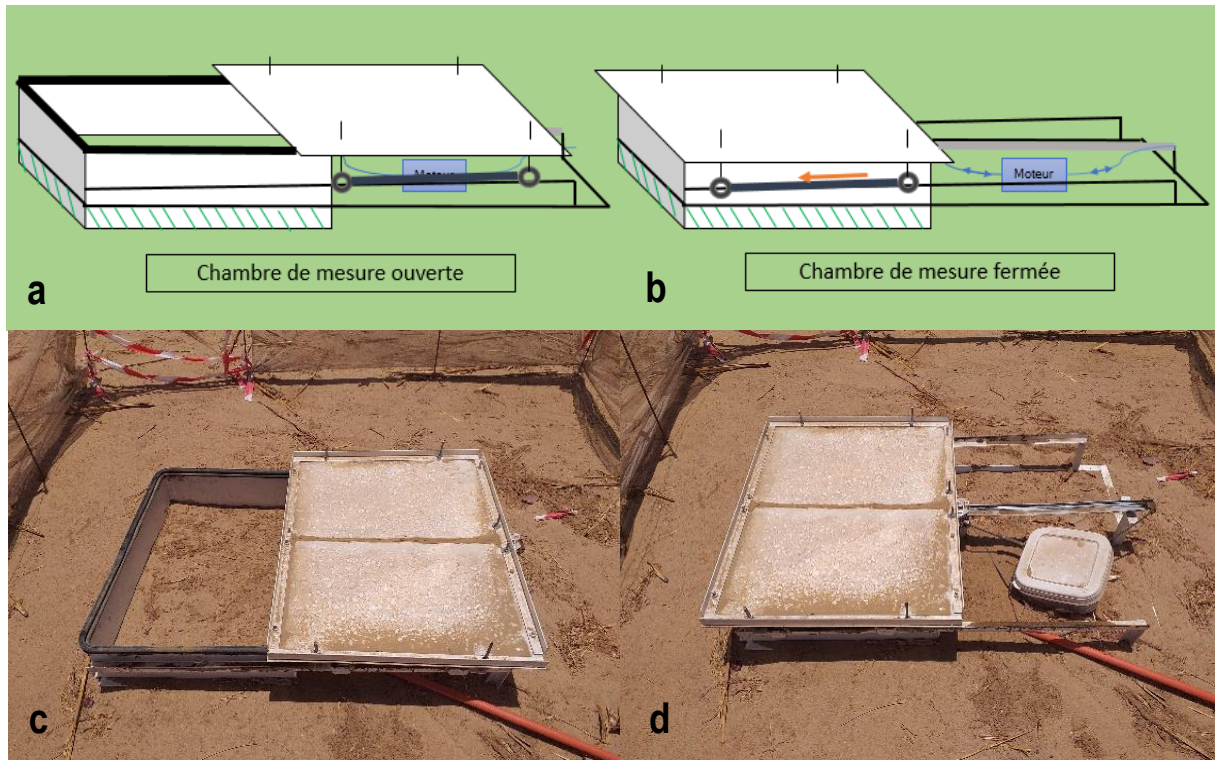 Moteur
Moteur
Chambre de mesure ouverte
Chambre de mesure fermée
a
b
c
d